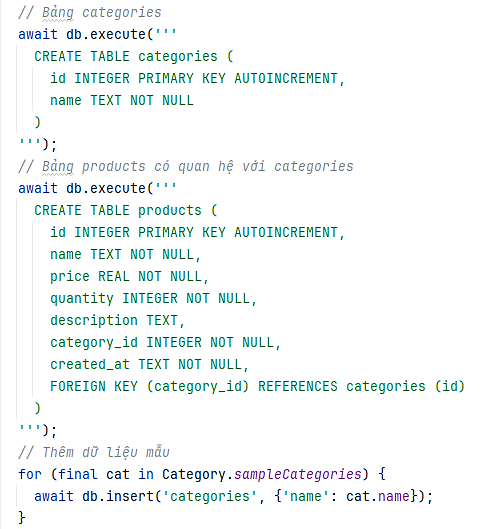 // Bảng categories
await db.execute('''
CREATE TABLE categories (
id INTEGER PRIMARY KEY AUTOINCREMENT,
name TEXT NOT NULL
)
''');
// Bảng products có quan hệ với categories
await db.execute('''
CREATE TABLE products (
id INTEGER PRIMARY KEY AUTOINCREMENT,
name TEXT NOT NULL,
price REAL NOT NULL,
quantity INTEGER NOT NULL,
description TEXT,
category_id INTEGER NOT NULL,
created_at TEXT NOT NULL,
FOREIGN KEY (category_id) REFERENCES categories (id)
)
''');
// Thêm dữ liệu mẫu
for (final cat in Category.sampleCategories) {
await db.insert('categories', {'name': cat.name});
}